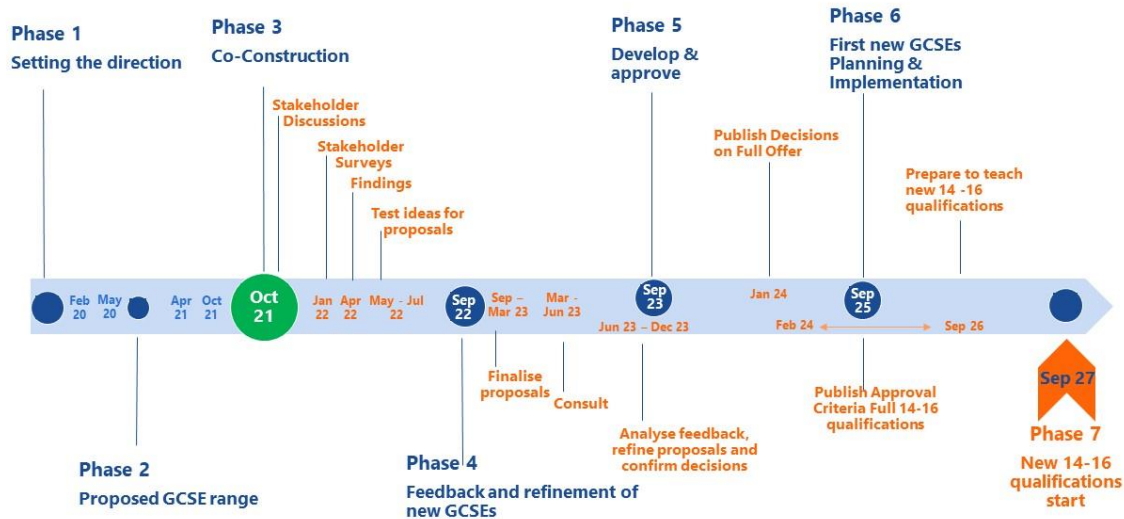 Phase 1
Setting the direction
Phase 3
Co-Construction
Stakeholder
Discussions
Stakeholder
Surveys
Findings
Test ideas for
proposals
Phase 5
Develop &
approve
Publish Decisions
on Full Offer
Phase 6
First new GCSEs
Planning &
Implementation
Prepare to teach
new 14 -16
qualifications
Feb
20
May
20
Apr
21
Oct
21
Oct
21
Jan
22
Apr
22
May - Jul
22
Sep
22
Sep –
Mar 23
Mar -
Jun 23
Sep
23
Jun 23 – Dec 23
Jan 24
Sep
25
Feb 24
Sep 26
Sep 27
Phase 2
Proposed GCSE range
Phase 4
Feedback and refinement of
new GCSEs
Finalise
proposals
Consult
Analyse feedback,
refine proposals and
confirm decisions
Publish Approval
Criteria Full 14-16
qualifications
Phase 7
New 14-16
qualifications
start